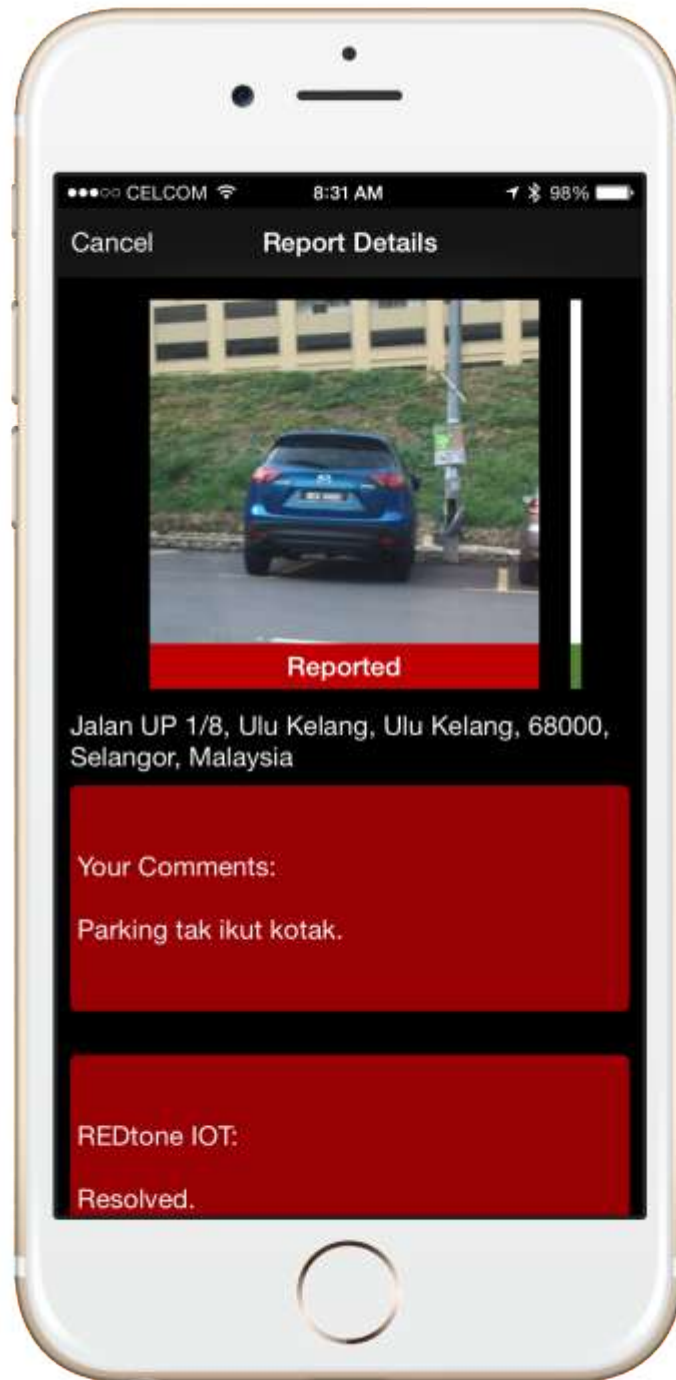 CELCOM 8:31 AM 98%
Cancel Report Details
Reported
Jalan UP 1/8, Ulu Kelang, Ulu Kelang, 68000,
Selangor, Malaysia
Your Comments:
Parking tak ikut kotak.
REDtone IOT:
Resolved.